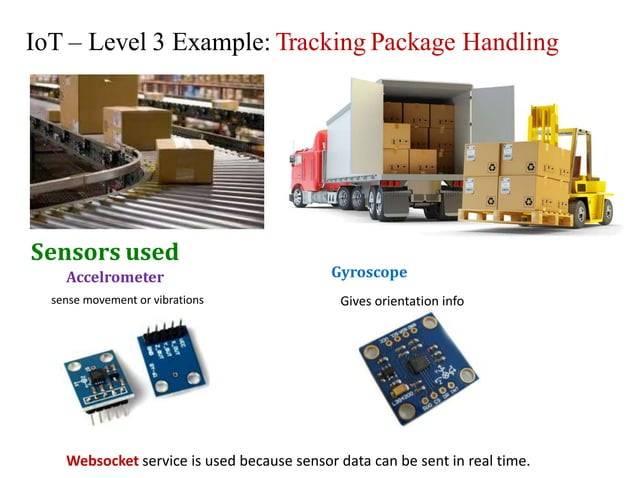 IoT – Level 3 Example: Tracking Package Handling
Sensors used
Accelrometer
sense movement or vibrations
Gyroscope
Gives orientation info
Websocket service is used because sensor data can be sent in real time.